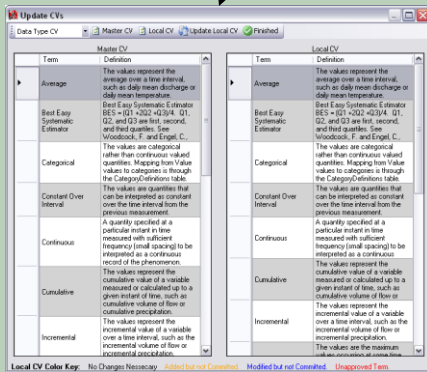 Update CVs
Data Type CV Master CV Local CV Update Local CV Finished
Master CV
Term Definition
Average
The values represent the
average over a time interval,
such as daily mean discharge or
daily mean temperature.
Best Easy
Systematic
Estimator
Best Easy Systematic Estimator
BES = (Q1 +2Q2 +Q3)/4. Q1,
Q2, and Q3 are first, second,
and third quartiles. See
Woodcock, F. and Engel, C.,
Categorical
The values are categorical
rather than continuous valued
quantities. Mapping from Value
values to categories is through
the CategoryDefinitions table.
Constant Over
Interval
The values are quantities that
can be interpreted as constant
over the time interval from the
previous measurement.
Continuous
A quantity specified at a
particular instant in time
measured with sufficient
frequency (small spacing) to be
interpreted as a continuous
record of the phenomenon.
Cumulative
The values represent the
cumulative value of a variable
measured or calculated up to a
given instant of time, such as
cumulative volume of flow or
cumulative precipitation.
Incremental
The values represent the
incremental value of a variable
over a time interval, such as the
incremental volume of flow or
incremental precipitation.
Local CV
Term Definition
Average
The values represent the
average over a time interval,
such as daily mean discharge or
daily mean temperature.
Best Easy
Systematic
Estimator
Best Easy Systematic Estimator
BES = (Q1 +2Q2 +Q3)/4. Q1,
Q2, and Q3 are first, second,
and third quartiles. See
Woodcock, F. and Engel, C.,
Categorical
The values are categorical
rather than continuous valued
quantities. Mapping from Value
values to categories is through
the CategoryDefinitions table.
Constant Over
Interval
The values are quantities that
can be interpreted as constant
over the time interval from the
previous measurement.
Continuous
A quantity specified at a
particular instant in time
measured with sufficient
frequency (small spacing) to be
interpreted as a continuous
Cumulative
The values represent the
cumulative value of a variable
measured or calculated up to a
given instant of time, such as
cumulative volume of flow or
Incremental
The values represent the
incremental value of a variable
over a time interval, such as the
incremental volume of flow or
incremental precipitation.
The values are the maximum
values occurring at some time
Local CV Color Key: No Changes Nessecary Added but not Committed. Modified but not Committed. Unapproved Term.